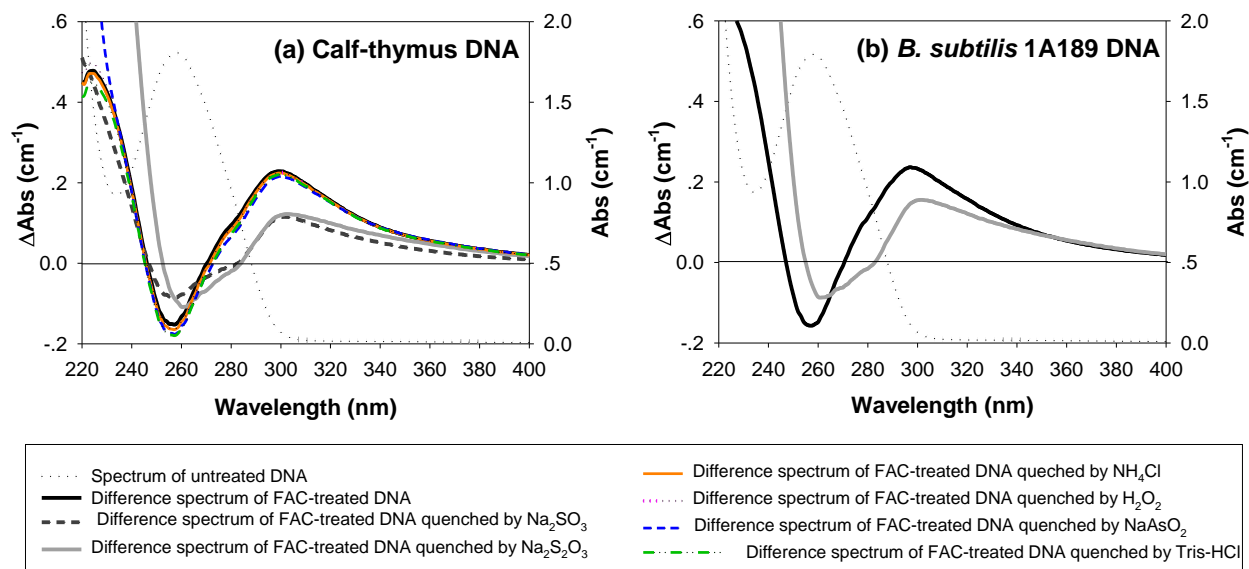 (a) Calf-thymus DNA
.6
.4
.2
0.0
-.2
ΔAbs (cm⁻¹)
2.0
1.5
1.0
.5
0.0
Abs (cm⁻¹)
220 240 260 280 300 320 340 360 380 400
Wavelength (nm)
(b) B. subtilis 1A189 DNA
.6
.4
.2
0.0
-.2
ΔAbs (cm⁻¹)
2.0
1.5
1.0
.5
0.0
Abs (cm⁻¹)
220 240 260 280 300 320 340 360 380 400
Wavelength (nm)
Spectrum of untreated DNA
Difference spectrum of FAC-treated DNA
Difference spectrum of FAC-treated DNA quenched by Na₂SO₃
Difference spectrum of FAC-treated DNA quenched by Na₂S₂O₃
Difference spectrum of FAC-treated DNA queched by NH₄Cl
Difference spectrum of FAC-treated DNA quenched by H₂O₂
Difference spectrum of FAC-treated DNA quenched by NaAsO₂
Difference spectrum of FAC-treated DNA quenched by Tris-HCl